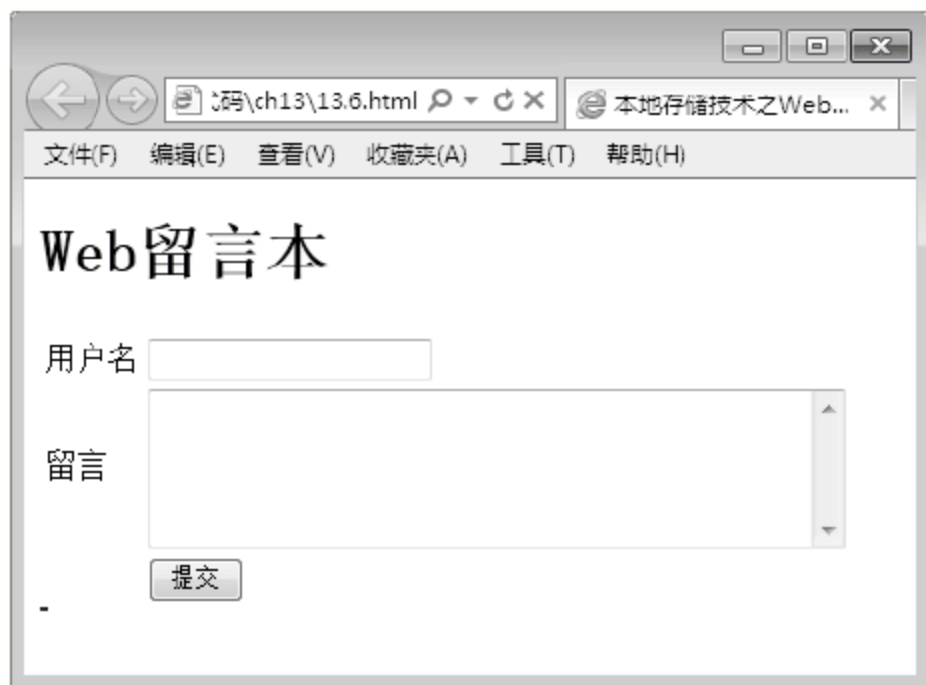 码\ch13\13.6.html
本地存储技术之Web...
文件(F) 编辑(E) 查看(V) 收藏夹(A) 工具(T) 帮助(H)
Web留言本
用户名
留言
提交
-